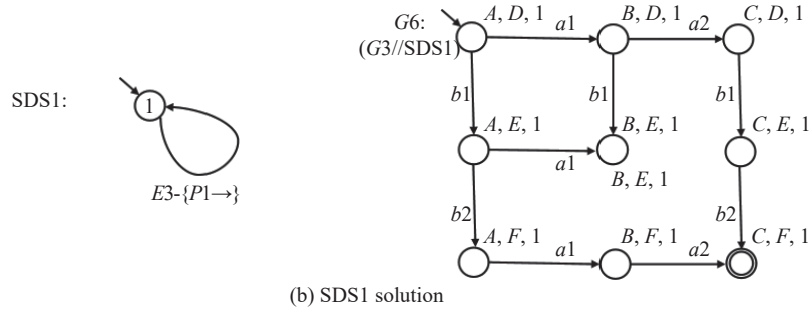 SDS1:
1
E3-{P1→}
G6:
(G3//SDS1)
A, D, 1
a1
B, D, 1
a2
C, D, 1
b1
b1
b1
A, E, 1
a1
B, E, 1
B, E, 1
C, E, 1
b2
b2
A, F, 1
a1
B, F, 1
a2
C, F, 1
(b) SDS1 solution